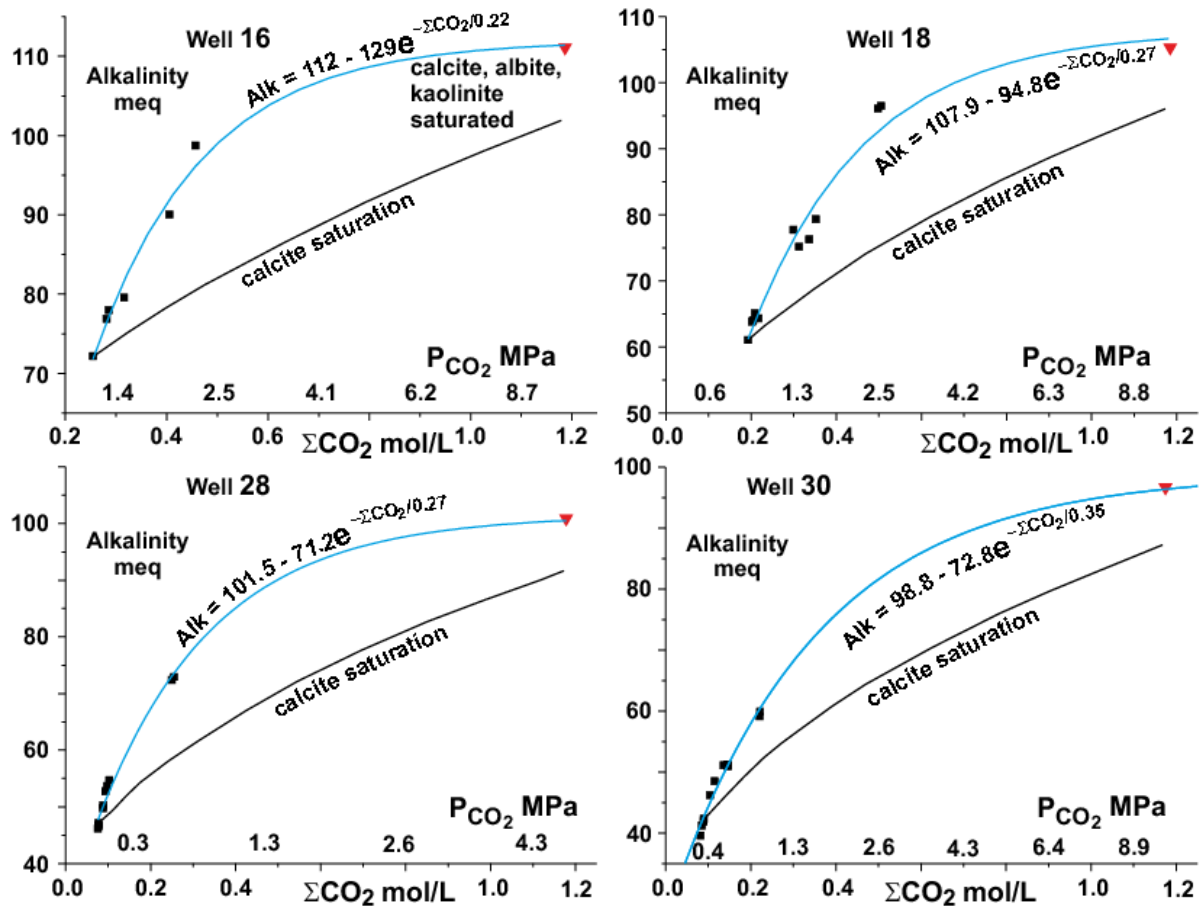 Well 16
Alkalinity
meq
Alk = 112 - 129e^-ΣCO2/0.22
calcite, albite,
kaolinite
saturated
calcite saturation
110
100
90
80
70
PCO2 MPa
1.4 2.5 4.1 6.2 8.7
0.2 0.6 1.0 1.2
ΣCO2 mol/L
Well 18
Alkalinity
meq
Alk = 107.9 - 94.8e^-ΣCO2/0.27
calcite saturation
110
100
90
80
70
60
50
PCO2 MPa
0.6 1.3 2.5 4.2 6.3 8.8
0.0 0.2 0.4 0.6 1.0 1.2
ΣCO2 mol/L
Well 28
Alkalinity
meq
Alk = 101.5 - 71.2e^-ΣCO2/0.27
calcite saturation
100
80
60
40
PCO2 MPa
0.3 1.3 2.6 4.3
0.0 0.2 0.4 1.0 1.2
ΣCO2 mol/L
Well 30
Alkalinity
meq
Alk = 98.8 - 72.8e^-ΣCO2/0.35
calcite saturation
100
80
60
40
PCO2 MPa
0.4 1.3 2.6 4.3 6.4 8.9
0.0 0.2 0.4 1.0 1.2
ΣCO2 mol/L